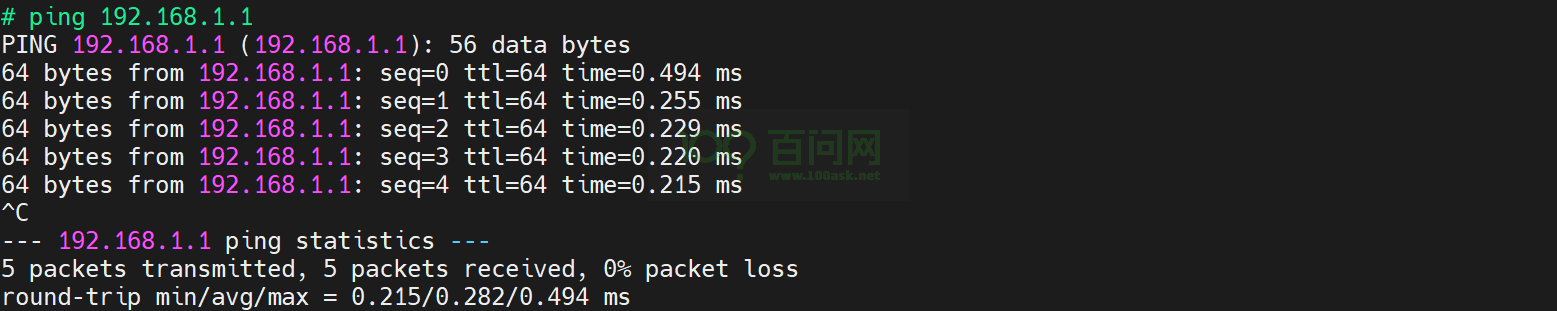 # ping 192.168.1.1
PING 192.168.1.1 (192.168.1.1): 56 data bytes
64 bytes from 192.168.1.1: seq=0 ttl=64 time=0.494 ms
64 bytes from 192.168.1.1: seq=1 ttl=64 time=0.255 ms
64 bytes from 192.168.1.1: seq=2 ttl=64 time=0.229 ms
64 bytes from 192.168.1.1: seq=3 ttl=64 time=0.220 ms
64 bytes from 192.168.1.1: seq=4 ttl=64 time=0.215 ms
百问网
www.100ask.net
^C
--- 192.168.1.1 ping statistics ---
5 packets transmitted, 5 packets received, 0% packet loss
round-trip min/avg/max = 0.215/0.282/0.494 ms